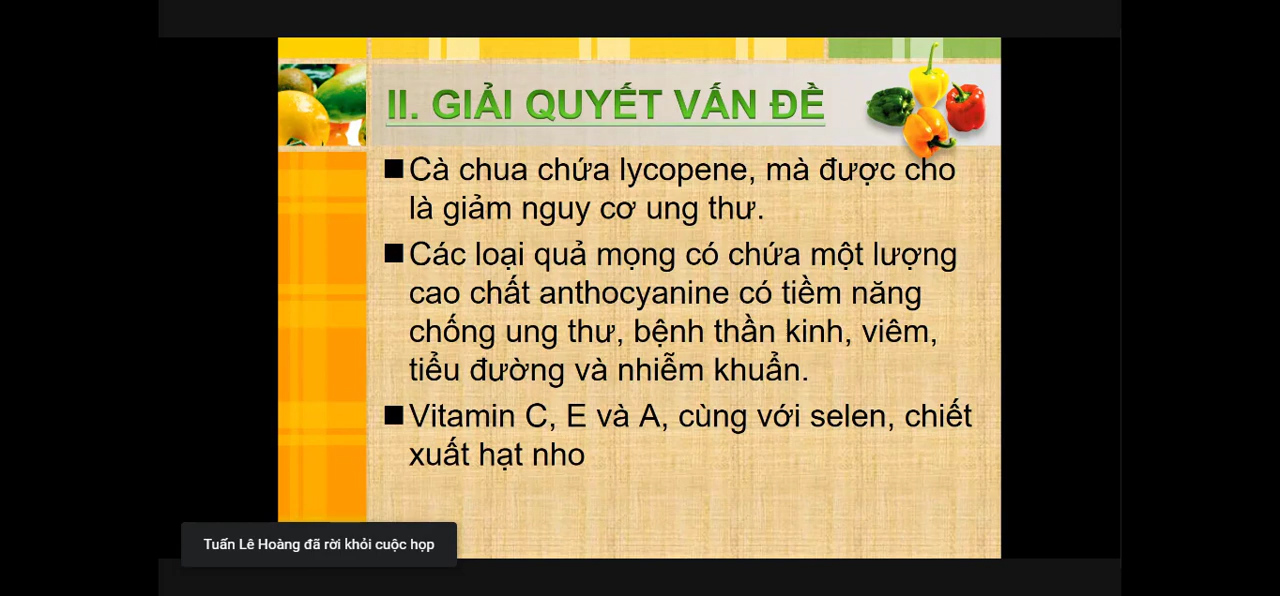 II. GIẢI QUYẾT VẤN ĐỀ
Cà chua chứa lycopene, mà được cho
là giảm nguy cơ ung thư.
Các loại quả mọng có chứa một lượng
cao chất anthocyanine có tiềm năng
chống ung thư, bệnh thần kinh, viêm,
tiểu đường và nhiễm khuẩn.
Vitamin C, E và A, cùng với selen, chiết
xuất hạt nho
Tuấn Lê Hoàng đã rời khỏi cuộc họp